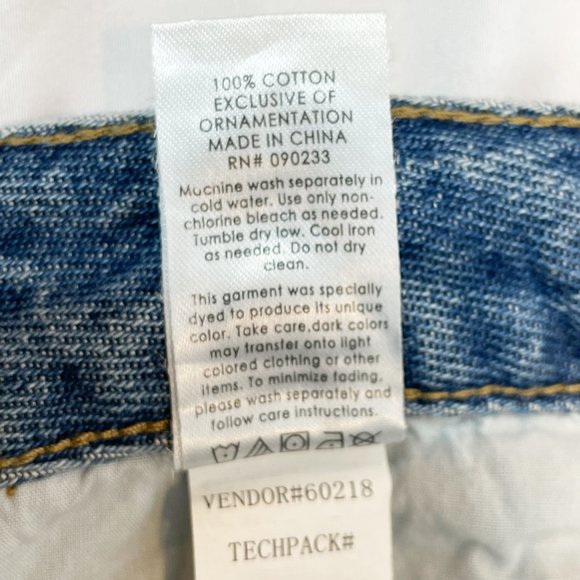 100% COTTON
EXCLUSIVE OF
ORNAMENTATION
MADE IN CHINA
RN# 090233
Mucnine wash separately in
cold water. Use only non-
chlorine bleach as needed.
Tumble dry low. Cool iron
as needed. Do not dry
clean.
This garment was specially
dyed to produce its unique
color. Take care,dark colors
may transfer onto light
colored clothing or other
items. To minimize fading,
please wash separately and
follow care instructions.
VENDOR#60218
TECHPACK#